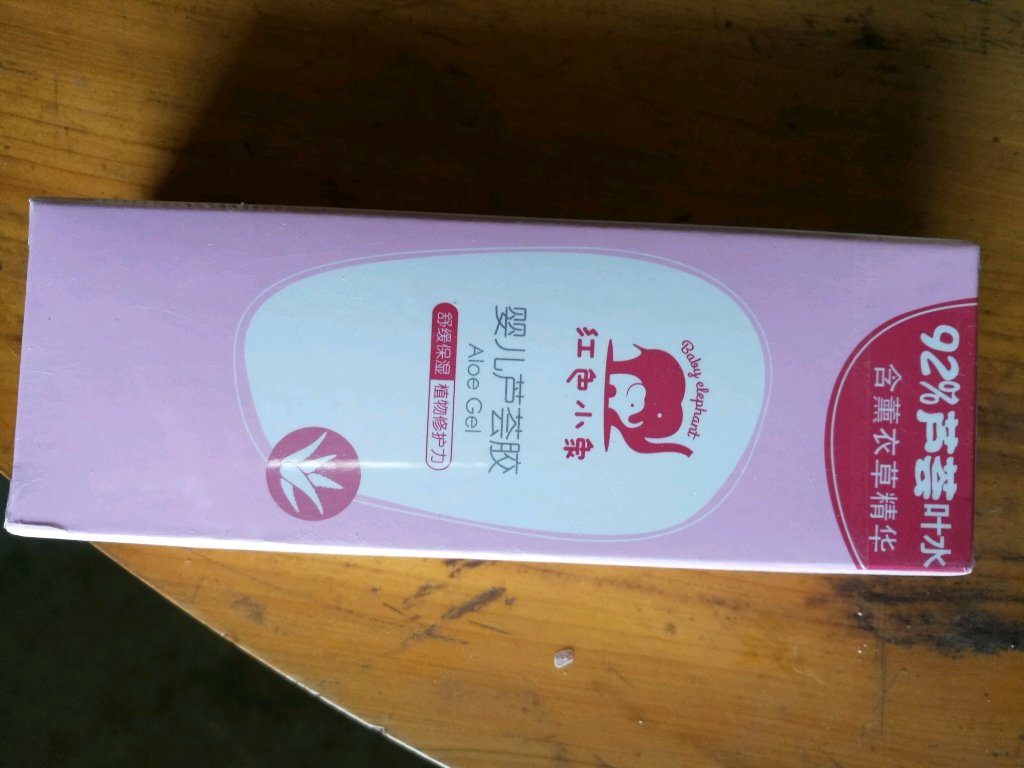 92%芦荟叶水
含薰衣草精华
Baby elephant
红色小象
婴儿芦荟胶
Aloe Gel
舒缓保湿 植物修护力